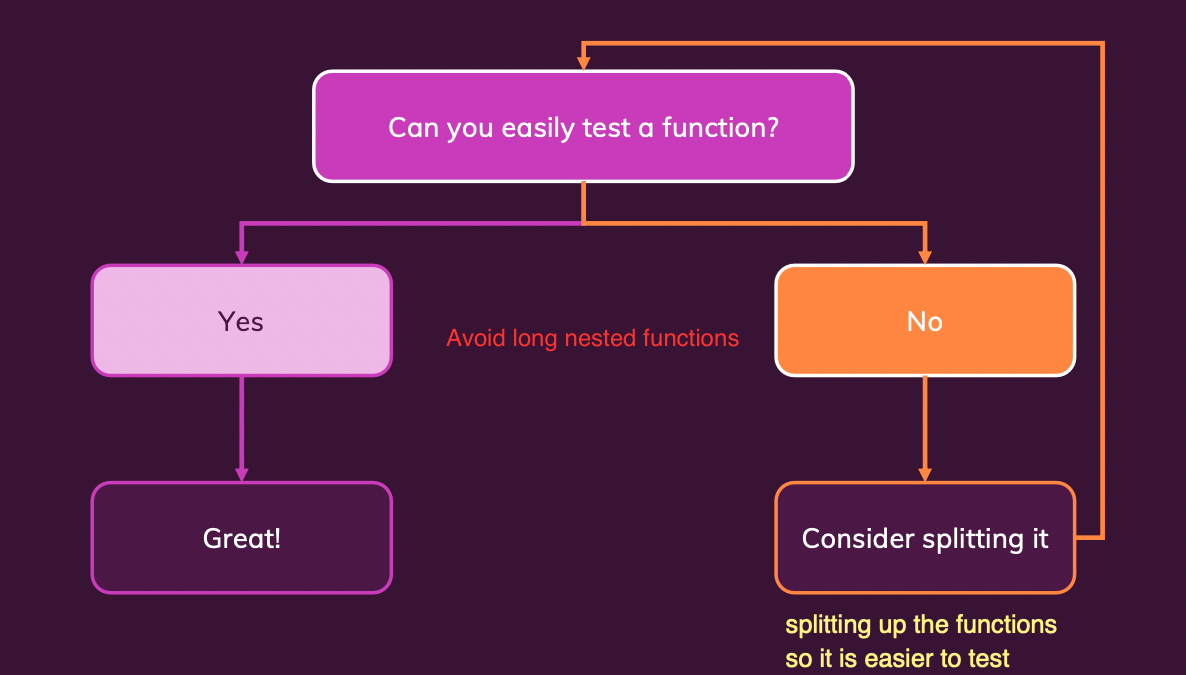 Can you easily test a function?
Yes
No
Avoid long nested functions
Great!
Consider splitting it
splitting up the functions
so it is easier to test